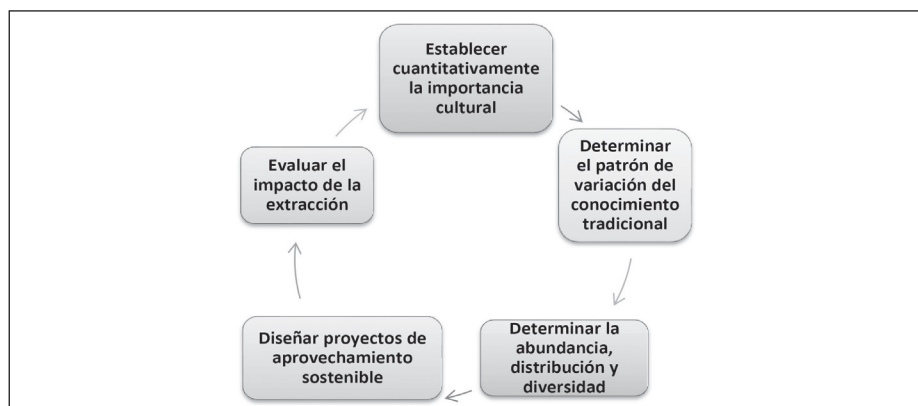 Establecer
cuantitativamente
la importancia
cultural
Determinar
el patrón de
variación del
conocimiento
tradicional
Determinar la
abundancia,
distribución y
diversidad
Diseñar proyectos de
aprovechamiento
sostenible
Evaluar el
impacto de la
extracción